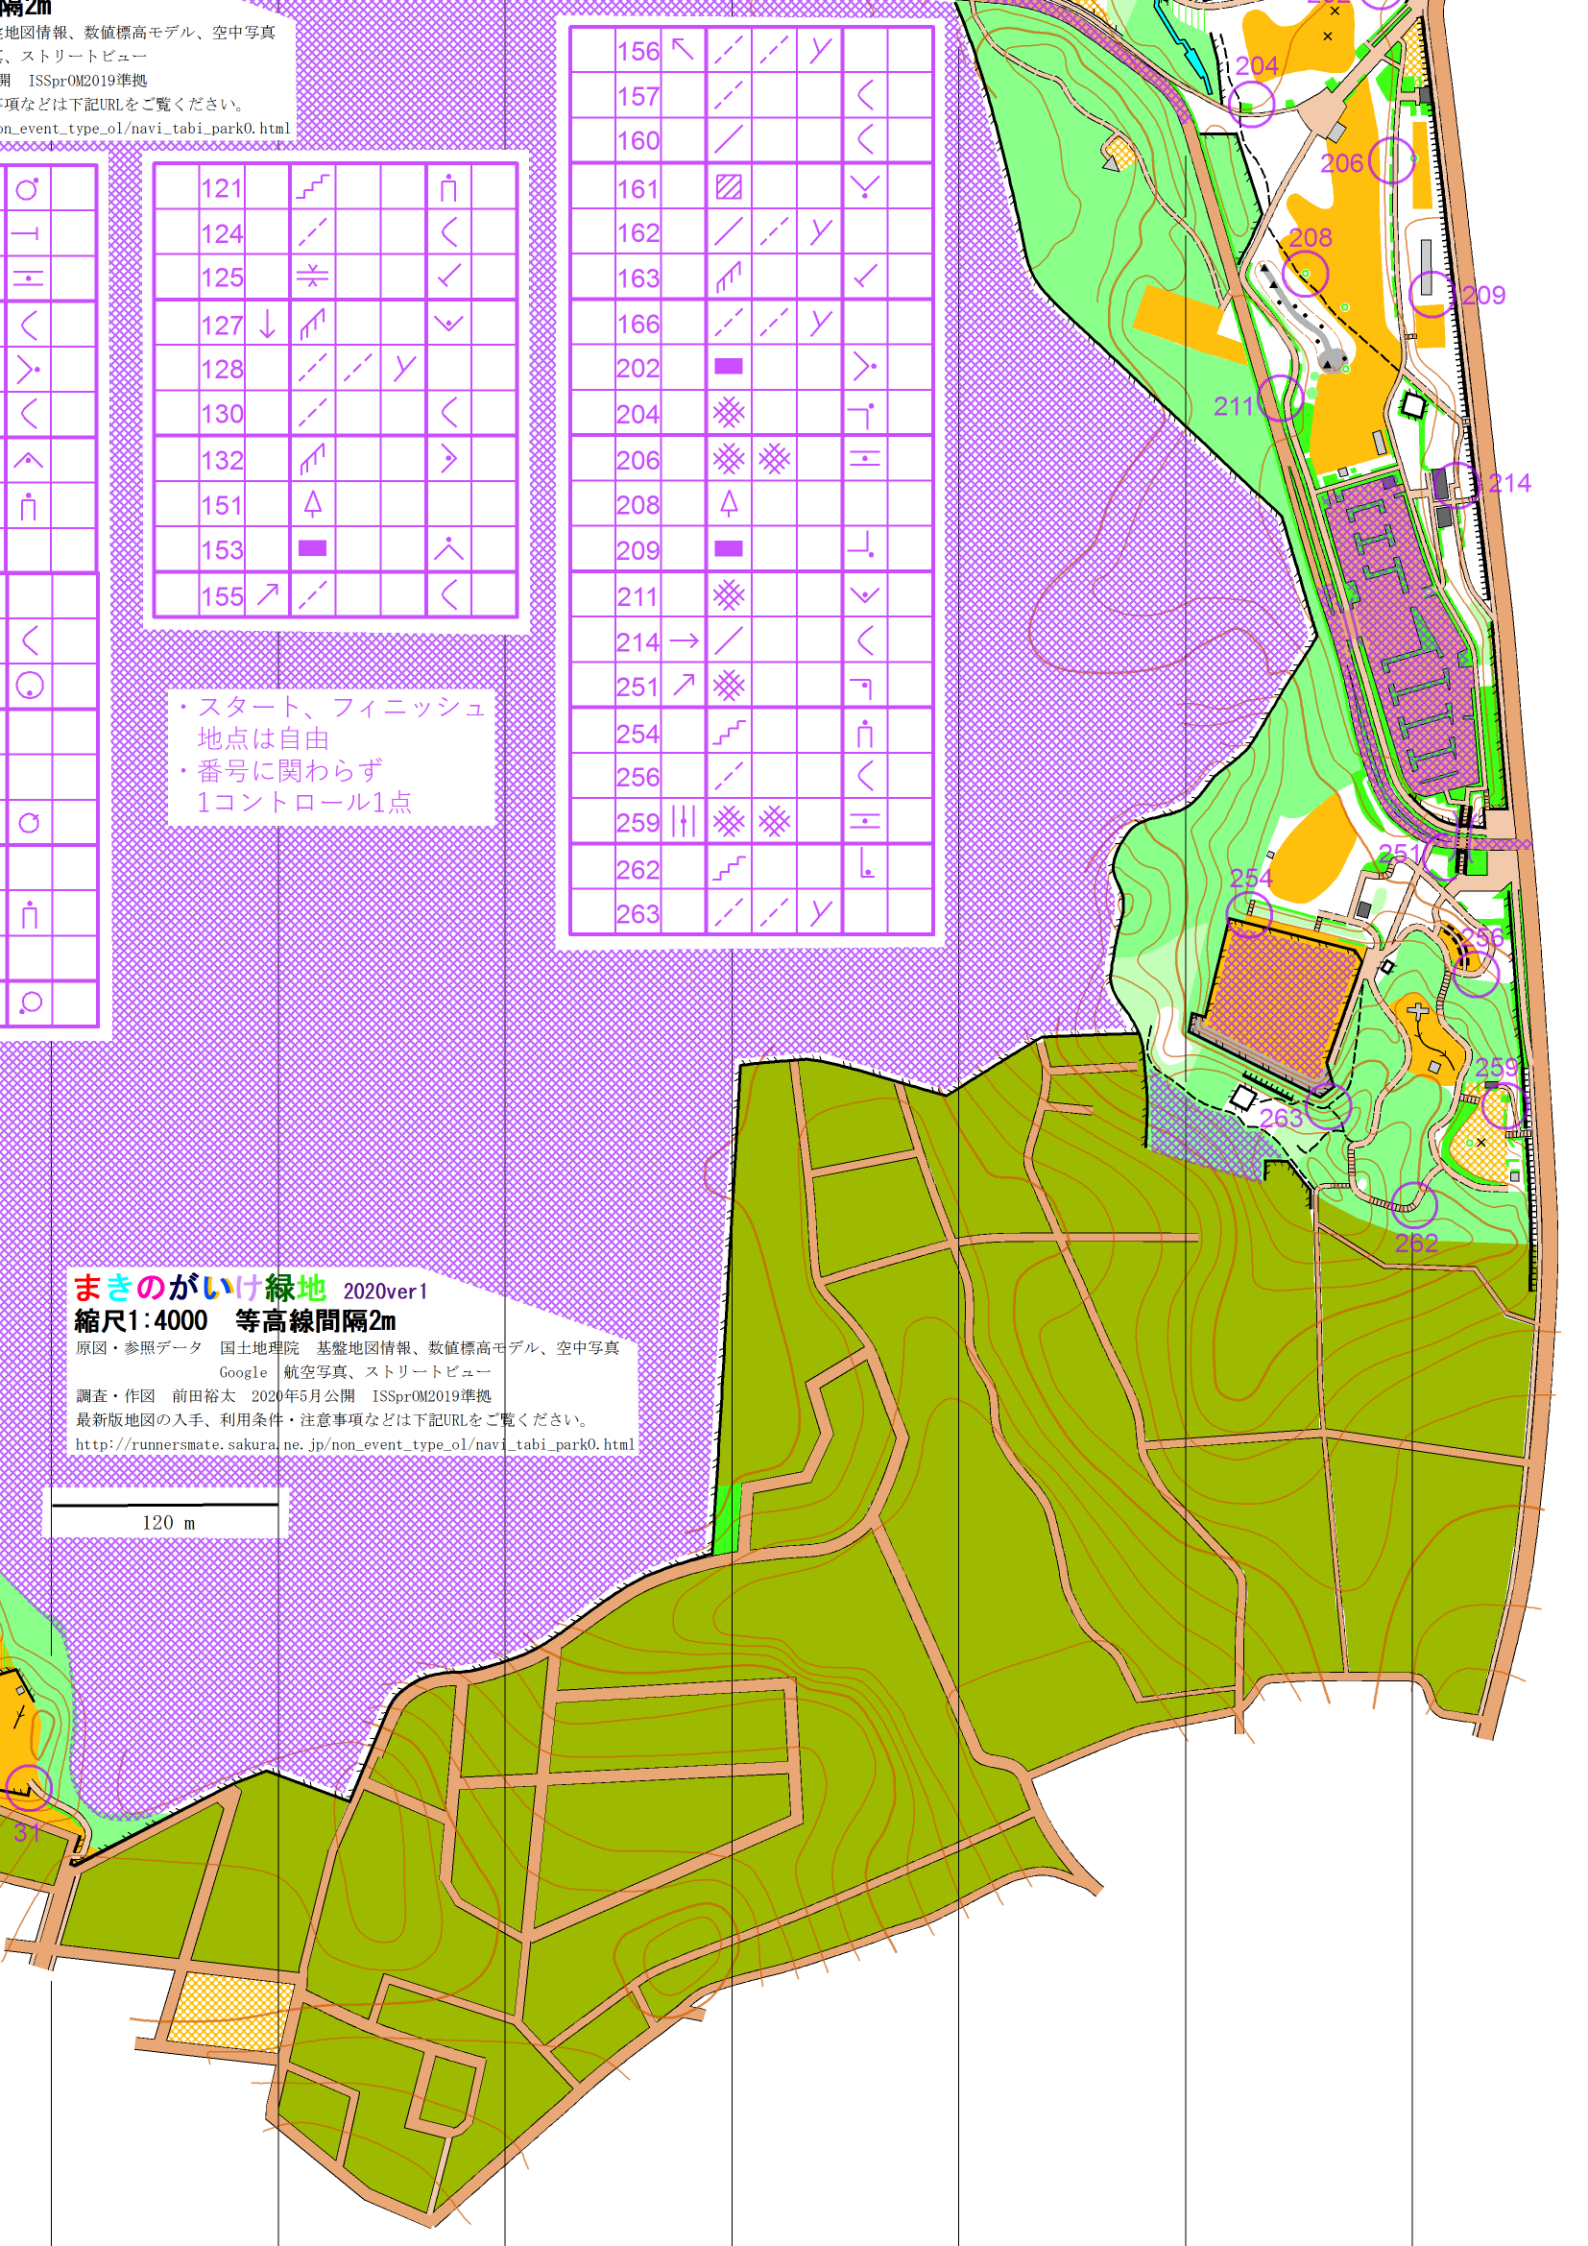 隔2m
地図情報、数値標高モデル、空中写真
、ストリートビュー
開 ISSprOM2019準拠
事項などは下記URLをご覧ください。
on_event_type_ol/navi_tabi_parkO.html
121
124
125
127
128
130
132
151
153
155
156
157
160
161
162
163
166
202
204
206
208
209
211
214
251
254
256
259
262
263
・スタート、フィニッシュ
地点は自由
・番号に関わらず
1コントロール1点
204
206
208
209
211
214
251
254
256
259
263
262
まきのがいけ緑地 2020ver1
縮尺1:4000 等高線間隔2m
原図・参照データ 国土地理院 基盤地図情報、数値標高モデル、空中写真
Google 航空写真、ストリートビュー
調査・作図 前田裕太 2020年5月公開 ISSprOM2019準拠
最新版地図の入手、利用条件・注意事項などは下記URLをご覧ください。
http://runnersmate.sakura.ne.jp/non_event_type_ol/navi_tabi_parkO.html
120 m
31